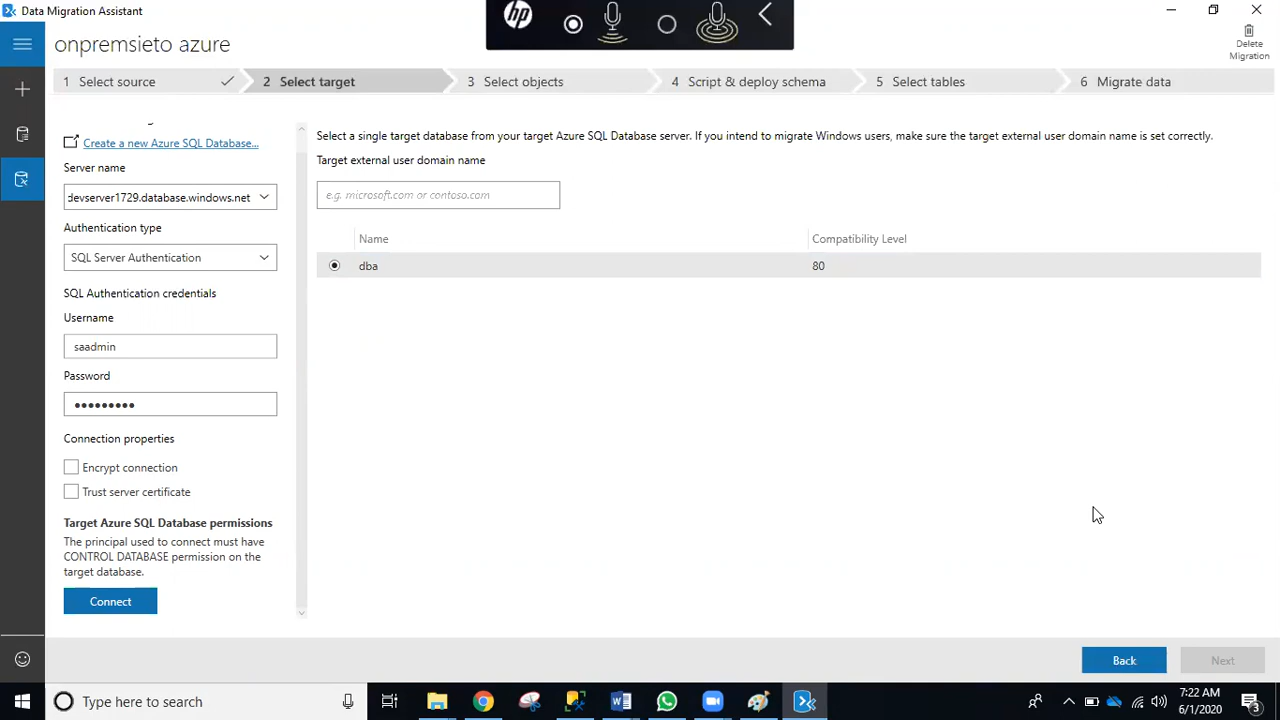 Data Migration Assistant
hp
onpremsieto azure
Delete
Migration
1 Select source
2 Select target
3 Select objects
4 Script & deploy schema
5 Select tables
6 Migrate data
Create a new Azure SQL Database...
Server name
devserver1729.database.windows.net
Authentication type
SQL Server Authentication
SQL Authentication credentials
Username
saadmin
Password
•••••••••
Connection properties
Encrypt connection
Trust server certificate
Target Azure SQL Database permissions
The principal used to connect must have
CONTROL DATABASE permission on the
target database.
Connect
Select a single target database from your target Azure SQL Database server. If you intend to migrate Windows users, make sure the target external user domain name is set correctly.
Target external user domain name
e.g. microsoft.com or contoso.com
Name Compatibility Level
dba 80
Back Next
Type here to search
7:22 AM
6/1/2020
3